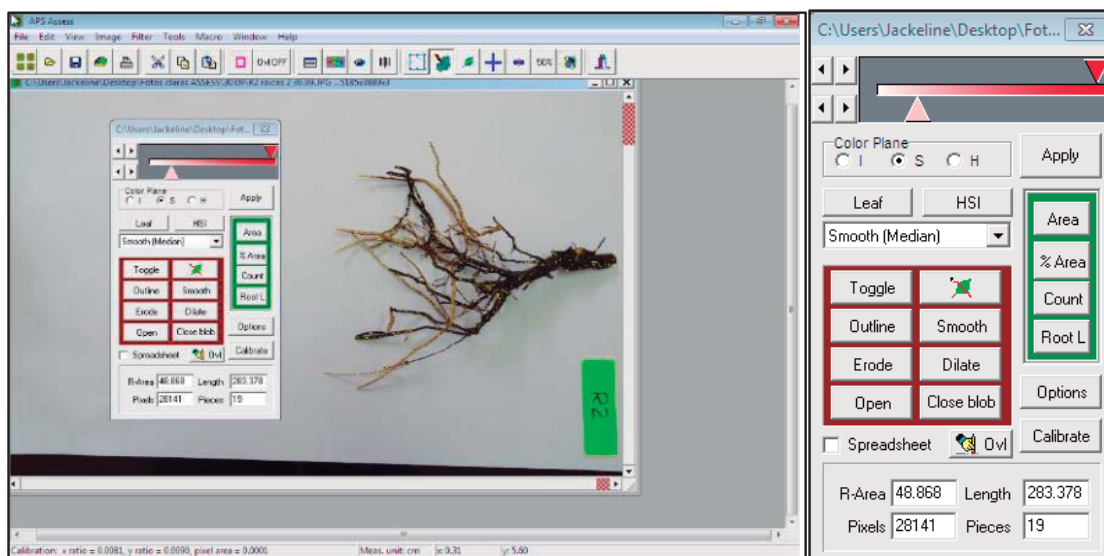 APS Assess
File Edit View Image Filter Tools Macro Window Help
Ovl OFF
50%
C:\Users\Jackeline\Desktop\Fot...
Color Plane
I S H
Apply
Leaf HSI
Smooth (Median)
Area
% Area
Count
Root L
Toggle
Outline Smooth
Erode Dilate
Open Close blob
Options
Spreadsheet Ovl
Calibrate
R-Area 48.868 Length 283.378
Pixels 28141 Pieces 19
R2
Calibration: x ratio = 0.0081, y ratio = 0.0090, pixel area = 0.0001 Meas. unit: cm x: 0.31 y: 5.60
C:\Users\Jackeline\Desktop\Fot...
Color Plane
I S H
Apply
Leaf HSI
Smooth (Median)
Area
% Area
Count
Root L
Toggle
Outline Smooth
Erode Dilate
Open Close blob
Options
Spreadsheet Ovl
Calibrate
R-Area 48.868 Length 283.378
Pixels 28141 Pieces 19